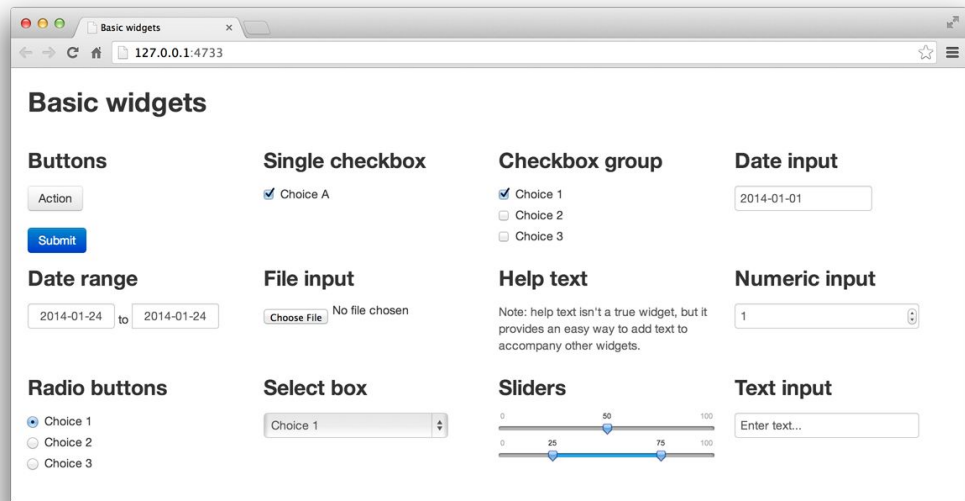 Basic widgets
127.0.0.1:4733
Basic widgets
Buttons
Action
Submit
Single checkbox
Choice A
Checkbox group
Choice 1
Choice 2
Choice 3
Date input
2014-01-01
Date range
2014-01-24 to 2014-01-24
File input
Choose File No file chosen
Help text
Note: help text isn't a true widget, but it
provides an easy way to add text to
accompany other widgets.
Numeric input
1
Radio buttons
Choice 1
Choice 2
Choice 3
Select box
Choice 1
Sliders
0 50 100
0 25 75 100
Text input
Enter text...